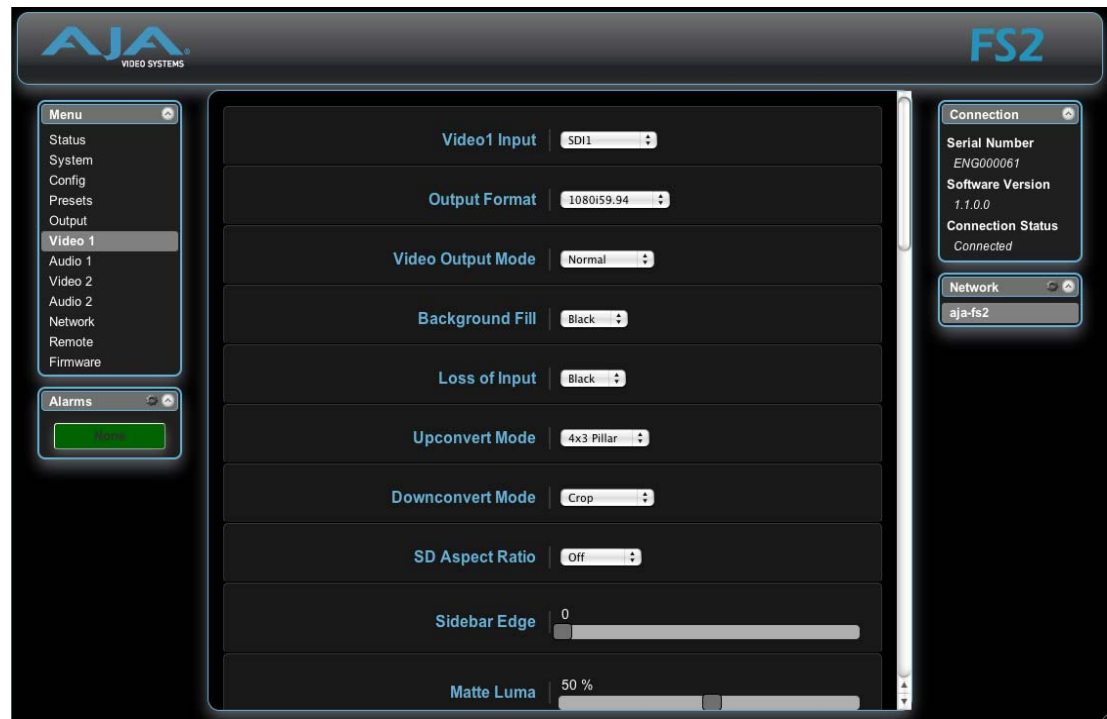 AJA
VIDEO SYSTEMS
FS2
Menu
Status
System
Config
Presets
Output
Video 1
Audio 1
Video 2
Audio 2
Network
Remote
Firmware
Alarms
None
Video1 Input SDI1
Output Format 1080i59.94
Video Output Mode Normal
Background Fill Black
Loss of Input Black
Upconvert Mode 4x3 Pillar
Downconvert Mode Crop
SD Aspect Ratio Off
Sidebar Edge 0
Matte Luma 50 %
Connection
Serial Number
ENG000061
Software Version
1.1.0.0
Connection Status
Connected
Network
aja-fs2